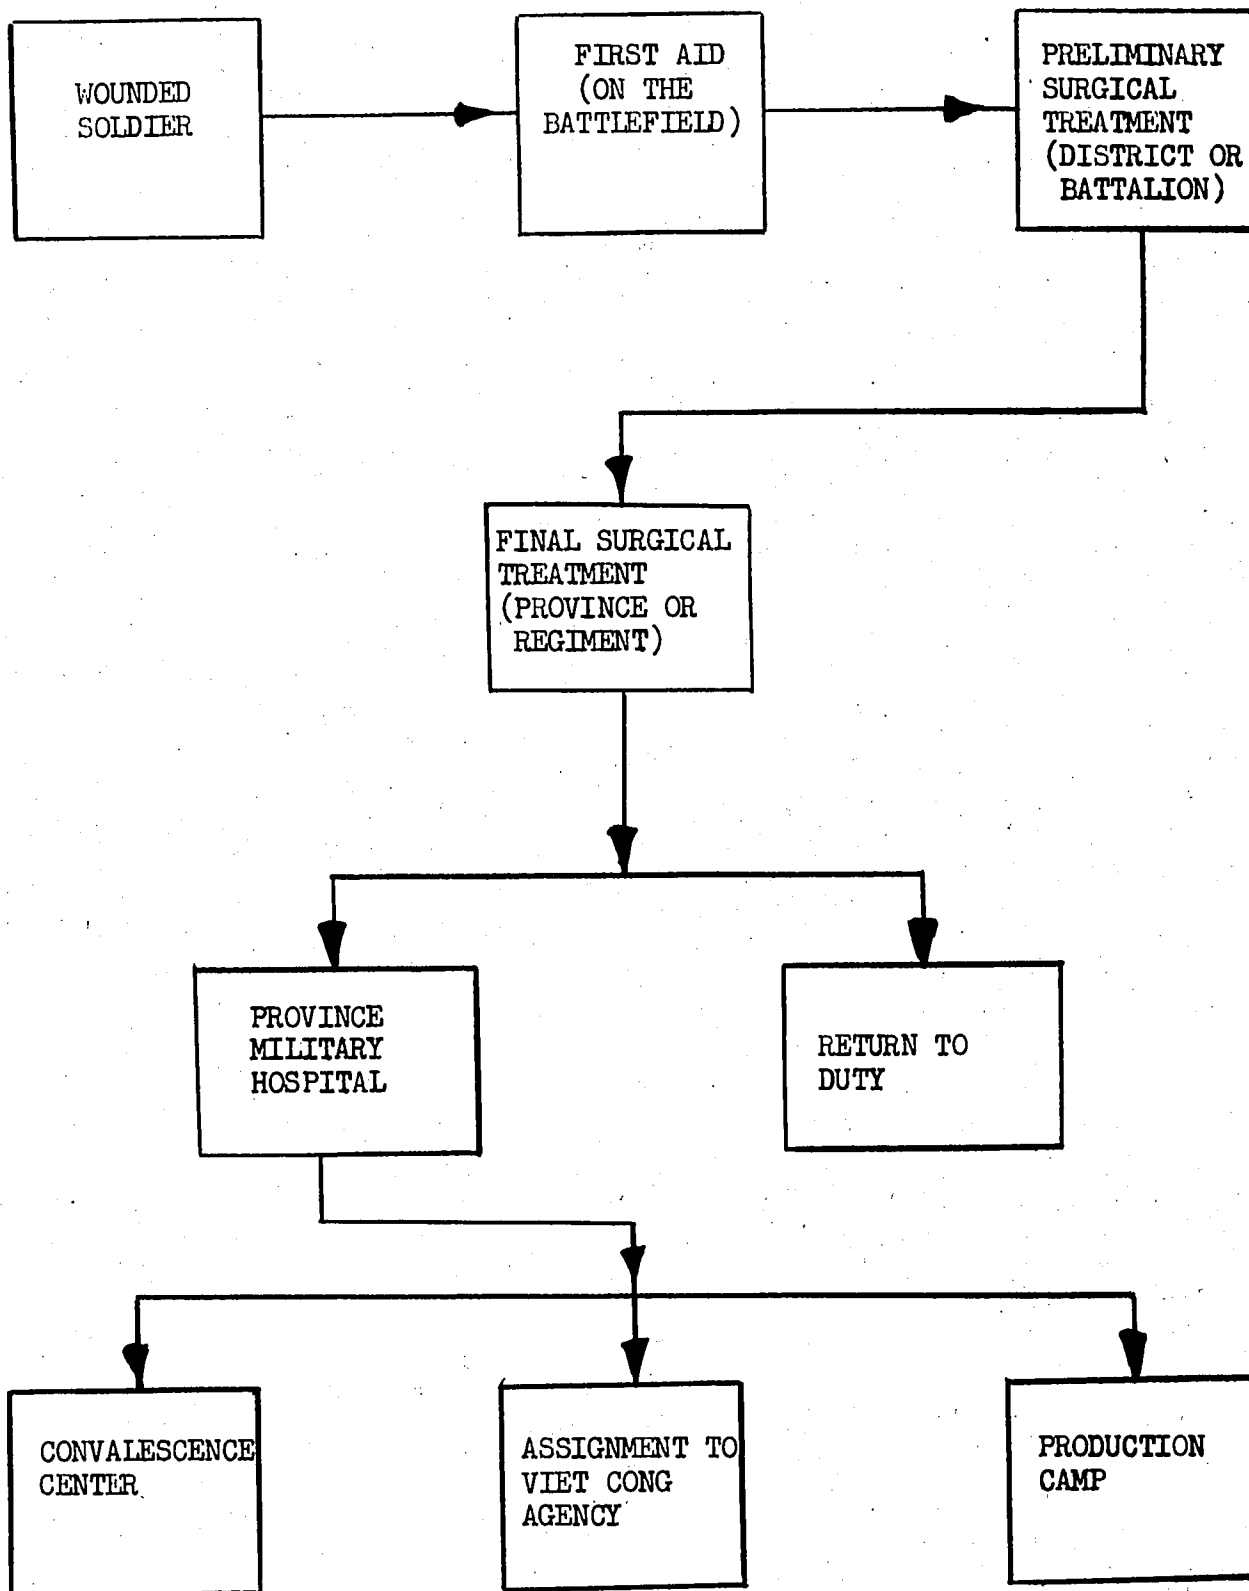 WOUNDED
SOLDIER
FIRST AID
(ON THE
BATTLEFIELD)
PRELIMINARY
SURGICAL
TREATMENT
(DISTRICT OR
BATTALION)
FINAL SURGICAL
TREATMENT
(PROVINCE OR
REGIMENT)
PROVINCE
MILITARY
HOSPITAL
RETURN TO
DUTY
CONVALESCENCE
CENTER
ASSIGNMENT TO
VIET CONG
AGENCY
PRODUCTION
CAMP